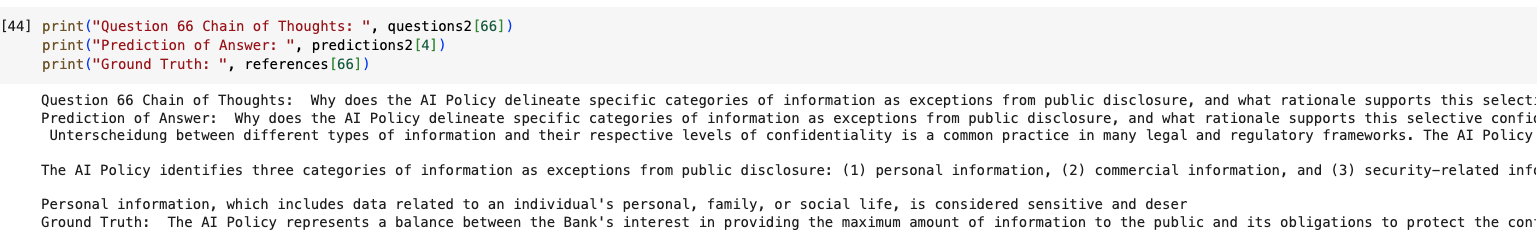 [44] print("Question 66 Chain of Thoughts: ", questions2[66])
print("Prediction of Answer: ", predictions2[4])
print("Ground Truth: ", references[66])
Question 66 Chain of Thoughts:  Why does the AI Policy delineate specific categories of information as exceptions from public disclosure, and what rationale supports this selecti
Prediction of Answer:  Why does the AI Policy delineate specific categories of information as exceptions from public disclosure, and what rationale supports this selective confid
Unterscheidung between different types of information and their respective levels of confidentiality is a common practice in many legal and regulatory frameworks. The AI Policy
The AI Policy identifies three categories of information as exceptions from public disclosure: (1) personal information, (2) commercial information, and (3) security-related info
Personal information, which includes data related to an individual's personal, family, or social life, is considered sensitive and deser
Ground Truth:  The AI Policy represents a balance between the Bank's interest in providing the maximum amount of information to the public and its obligations to protect the con